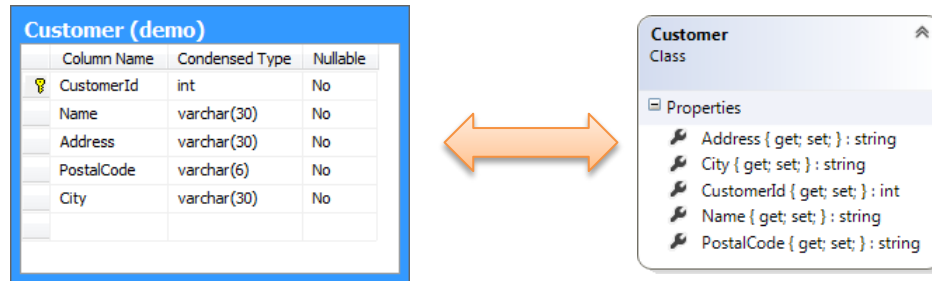 Customer (demo)
Column Name Condensed Type Nullable
CustomerId int No
Name varchar(30) No
Address varchar(30) No
PostalCode varchar(6) No
City varchar(30) No
Customer
Class
Properties
Address { get; set; } : string
City { get; set; } : string
CustomerId { get; set; } : int
Name { get; set; } : string
PostalCode { get; set; } : string